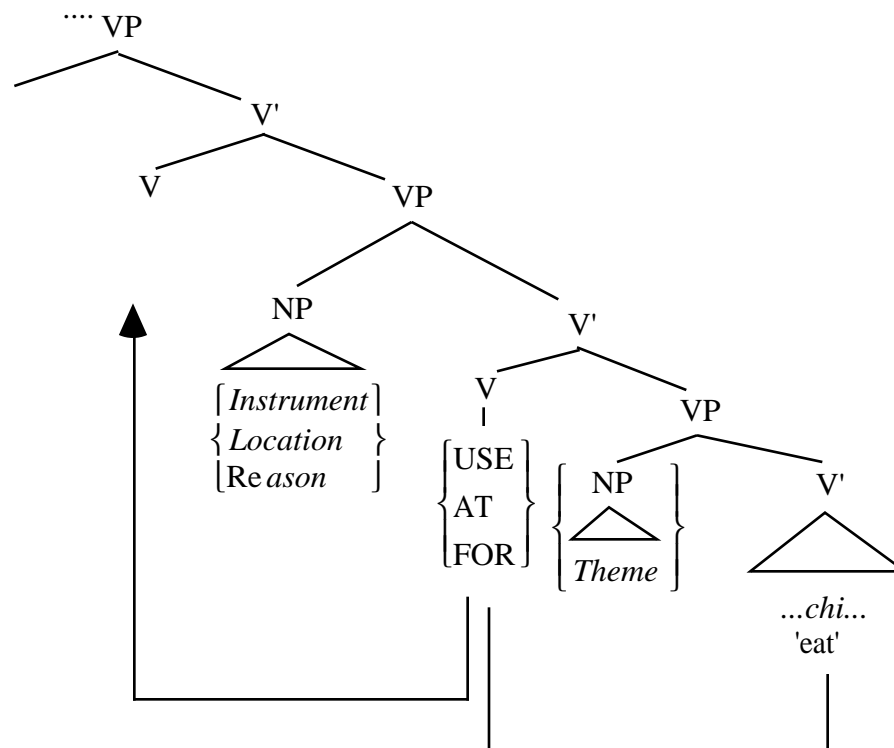 .... VP
V'
V
VP
NP
V'
Instrument
Location
Reason
V
VP
USE
AT
FOR
NP
V'
Theme
...chi...
'eat'